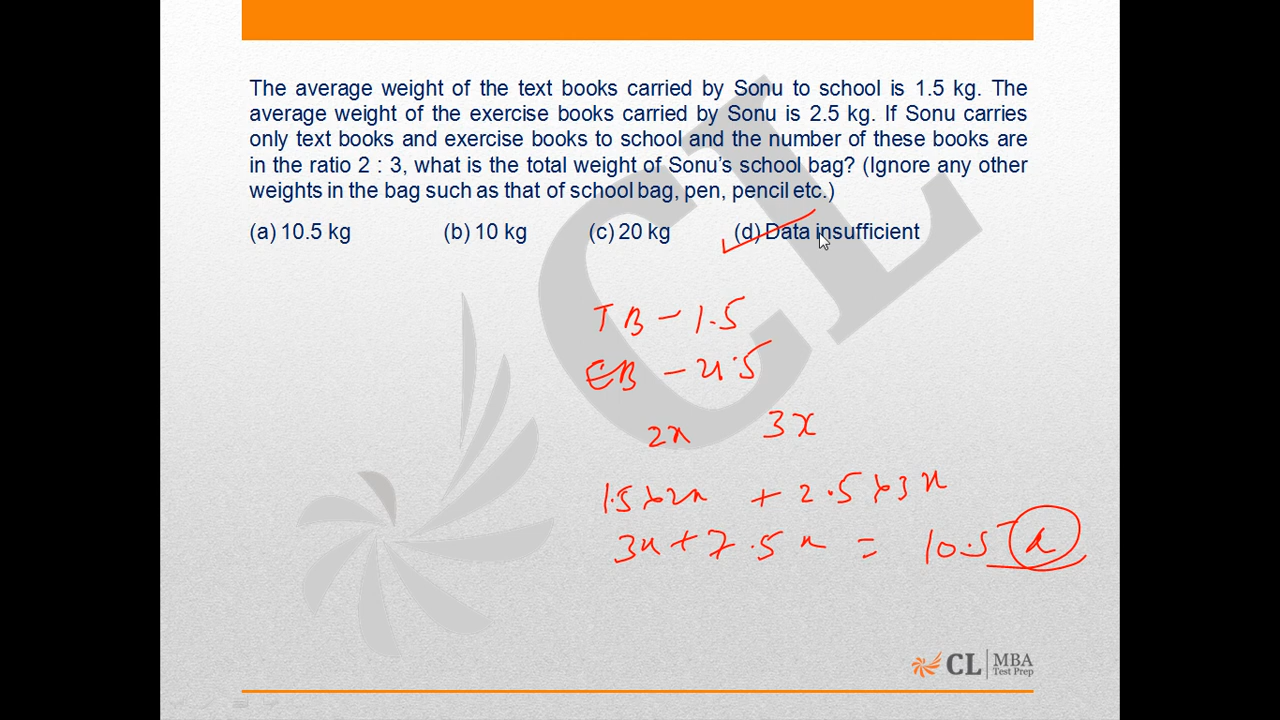 The average weight of the text books carried by Sonu to school is 1.5 kg. The
average weight of the exercise books carried by Sonu is 2.5 kg. If Sonu carries
only text books and exercise books to school and the number of these books are
in the ratio 2 : 3, what is the total weight of Sonu's school bag? (Ignore any other
weights in the bag such as that of school bag, pen, pencil etc.)
(a) 10.5 kg (b) 10 kg (c) 20 kg (d) Data insufficient
TB - 1.5
EB -
2x 3x
1.5 × 2x + 2.5 × 3x
3x + 7.5x = 10.5 x
CL MBA
Test Prep
CL